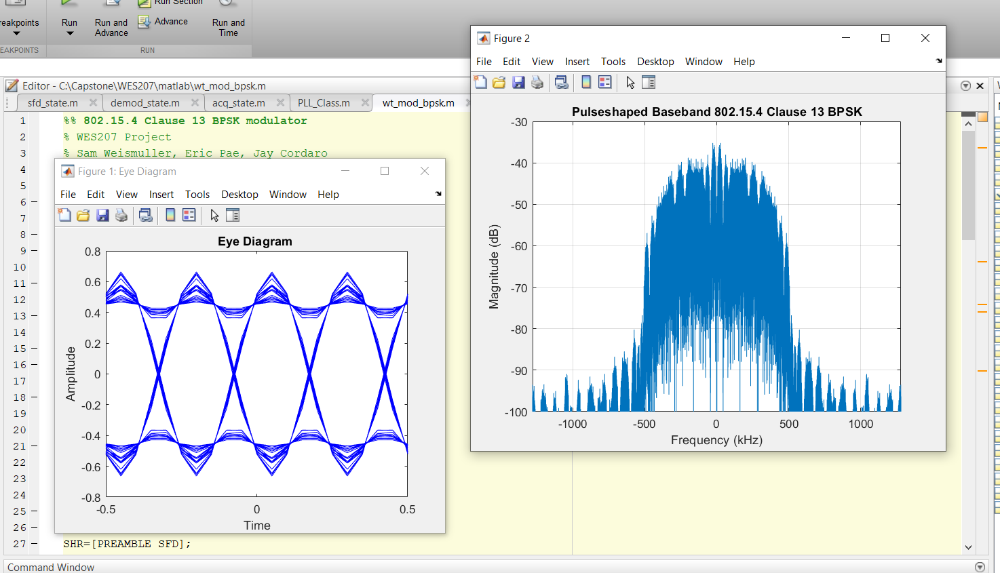 Run Section
eakpoints
Run
Run and
Advance
Advance
Run and
Time
EAKPOINTS
RUN
Editor - C:\Capstone\WES207\matlab\wt_mod_bpsk.m
sfd_state.m
demod_state.m
acq_state.m
PLL_Class.m
wt_mod_bpsk.m
1 %% 802.15.4 Clause 13 BPSK modulator
2 % WES207 Project
3 % Sam Weismuller, Eric Pae, Jay Cordaro
4
5
6 –
7
8 –
9 –
10
11 –
12 –
13 –
14
15 –
16 –
17
18 –
19
20
21 –
22
23
24
25 –
26 –
27 – SHR=[PREAMBLE SFD];
Figure 1: Eye Diagram
File Edit View Insert Tools Desktop Window Help
Eye Diagram
0.8
0.6
0.4
0.2
0
-0.2
-0.4
-0.6
-0.8
-0.5 0 0.5
Amplitude
Time
Figure 2
File Edit View Insert Tools Desktop Window Help
Pulseshaped Baseband 802.15.4 Clause 13 BPSK
-30
-40
-50
-60
-70
-80
-90
-100
-1000 -500 0 500 1000
Magnitude (dB)
Frequency (kHz)
Command Window